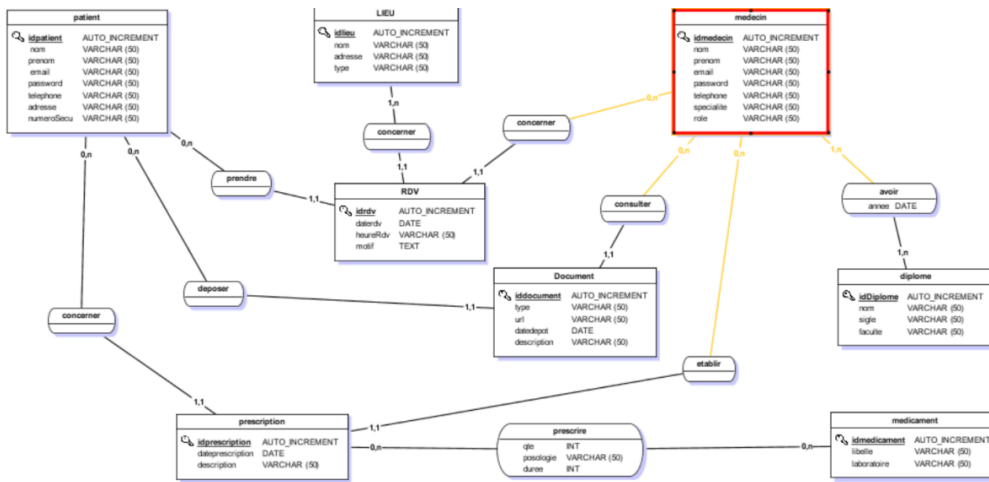 patient
idpatient AUTO_INCREMENT
nom VARCHAR (50)
prenom VARCHAR (50)
email VARCHAR (50)
password VARCHAR (50)
telephone VARCHAR (50)
adresse VARCHAR (50)
numeroSecu VARCHAR (50)
LIEU
idlieu AUTO_INCREMENT
nom VARCHAR (50)
adresse VARCHAR (50)
type VARCHAR (50)
medecin
idmedecin AUTO_INCREMENT
nom VARCHAR (50)
prenom VARCHAR (50)
email VARCHAR (50)
password VARCHAR (50)
telephone VARCHAR (50)
specialite VARCHAR (50)
role VARCHAR (50)
0,n
1,n
concerner
concerner
0,n
0,n
0,n
0,n
0,n
1,n
prendre
1,1
1,1
1,1
RDV
idrdv AUTO_INCREMENT
daterdv DATE
heureRdv VARCHAR (50)
motif TEXT
consulter
1,1
avoir
annee DATE
1,n
deposer
1,1
Document
iddocument AUTO_INCREMENT
type VARCHAR (50)
url VARCHAR (50)
datedepot DATE
description VARCHAR (50)
diplome
idDiplome AUTO_INCREMENT
nom VARCHAR (50)
sigle VARCHAR (50)
faculte VARCHAR (50)
concerner
etablir
1,1
1,1
prescription
idprescription AUTO_INCREMENT
dateprescription DATE
description VARCHAR (50)
0,n
prescrire
qte INT
posologie VARCHAR (50)
duree INT
0,n
medicament
idmedicament AUTO_INCREMENT
libelle VARCHAR (50)
laboratoire VARCHAR (50)